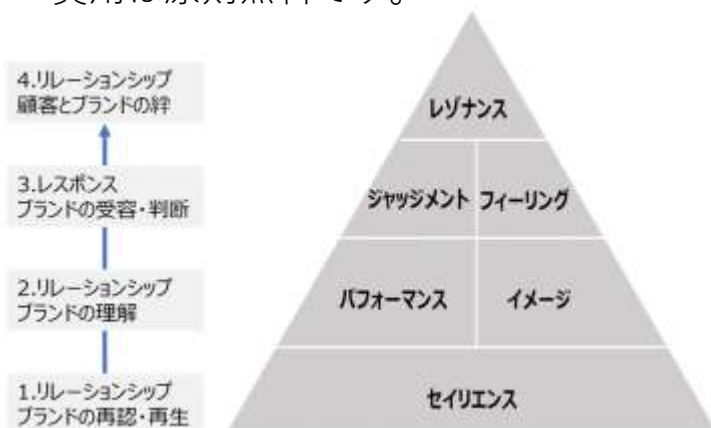 4.リレーションシップ
顧客とブランドの絆
3.レスポンス
ブランドの受容・判断
2.リレーションシップ
ブランドの理解
1.リレーションシップ
ブランドの再認・再生
レゾナンス
ジャッジメント フィーリング
パフォーマンス イメージ
セイリエンス